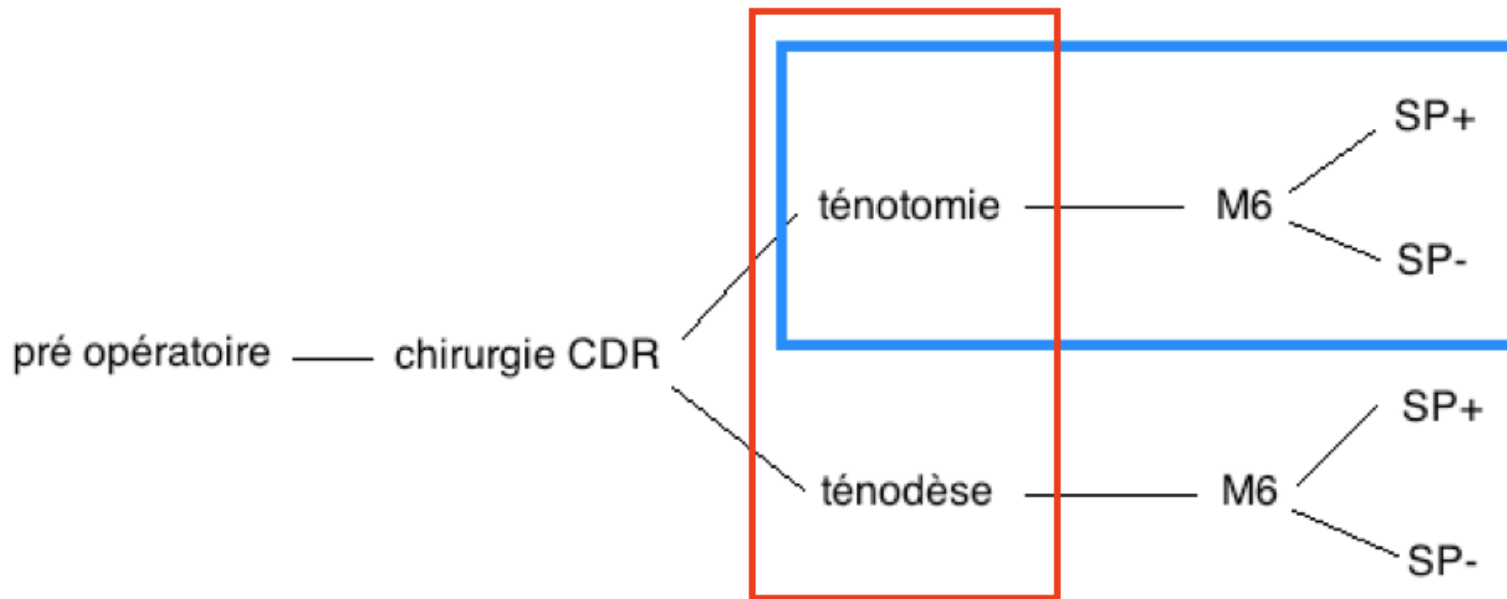 SP+
ténotomie M6
SP-
pré opératoire chirurgie CDR
SP+
ténodèse M6
SP-